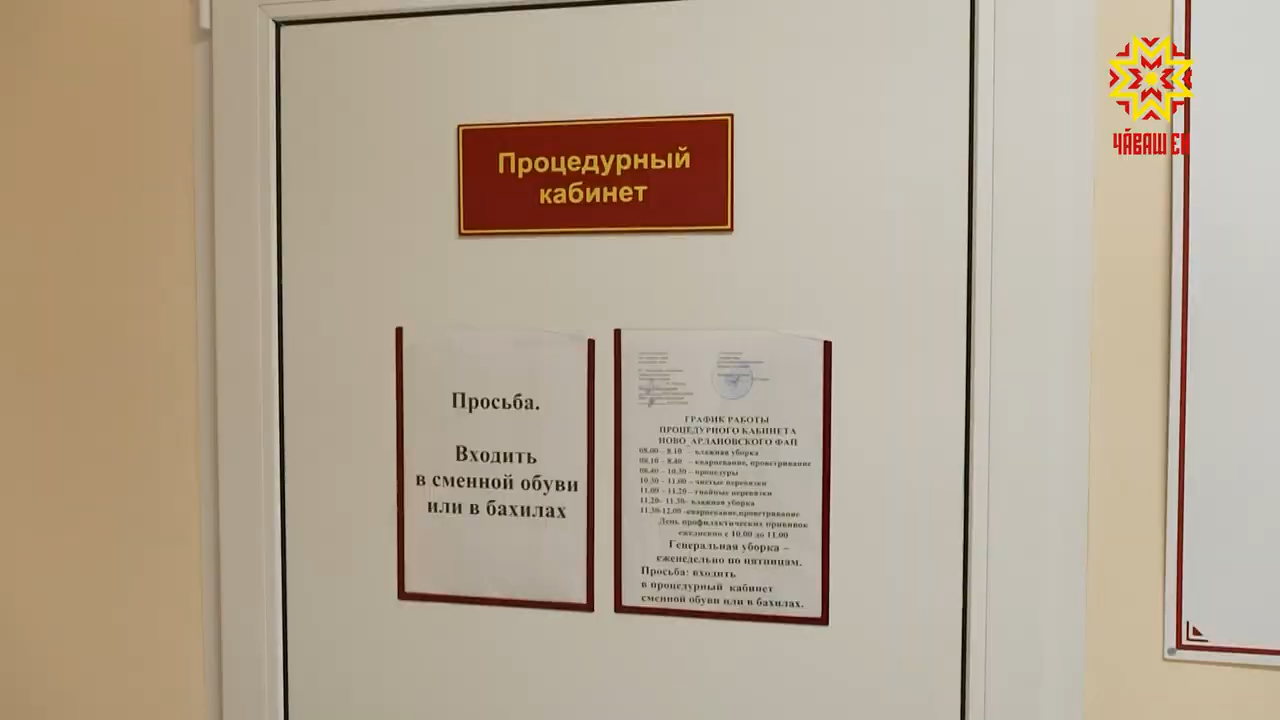 ЧӐВАШ ЕН
Процедурный
кабинет
Просьба.
Входить
в сменной обуви
или в бахилах
ГРАФИК РАБОТЫ
ПРОЦЕДУРНОГО КАБИНЕТА
НОВО_АРЛАНОВСКОГО ФАП
08.00 – 8.10 – влажная уборка
08.10 – 8.40 – кварцевание, проветривание
08.40 – 10.30 – процедуры
10.30 – 11.00 – чистые перевязки
11.00 – 11.20 – гнойные перевязки
11.20– 11.30– влажная уборка
11.30-12.00 –кварцевание,проветривание
День профилактических прививок
ежедневно с 10.00 до 11.00
Генеральная уборка –
еженедельно по пятницам.
Просьба: входить
в процедурный кабинет
сменной обуви или в бахилах.